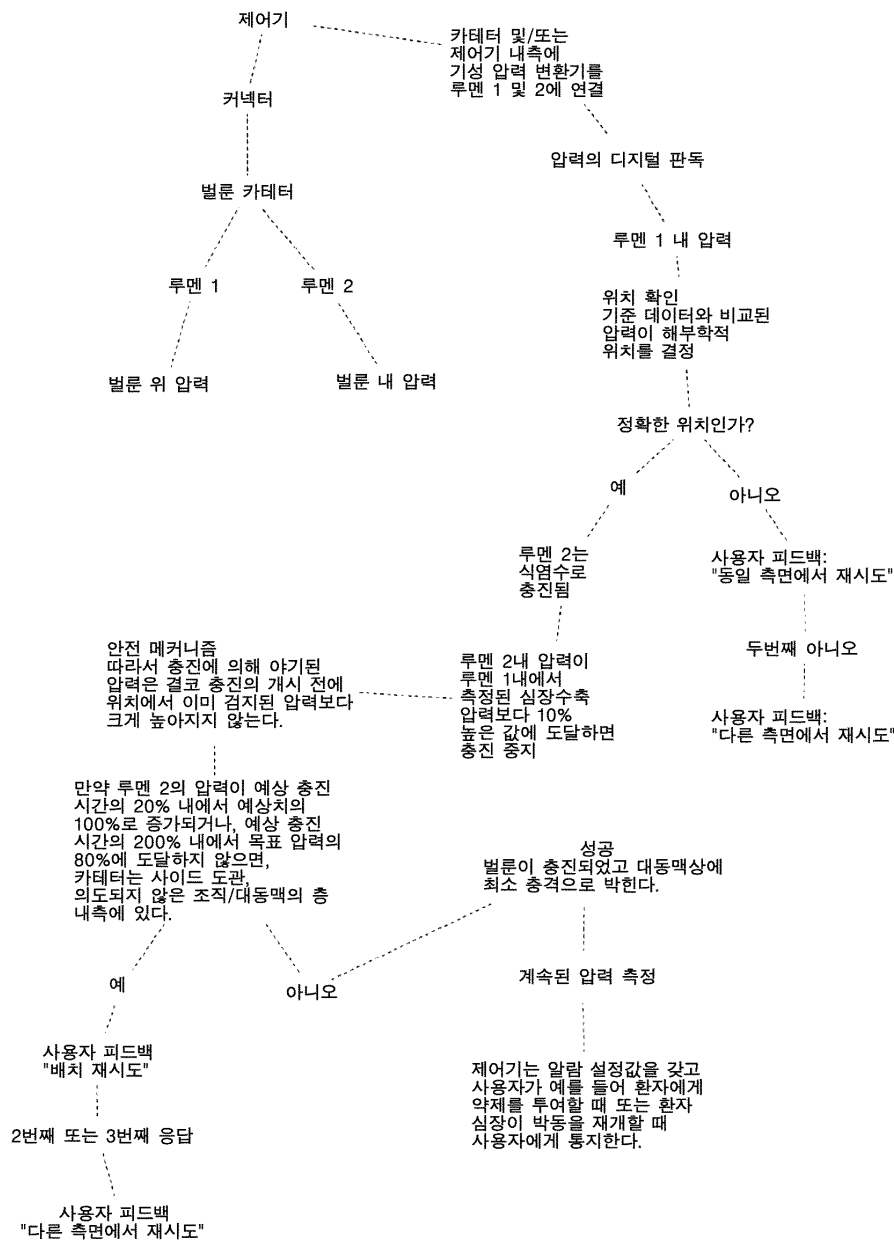 제어기
카테터 및/또는
제어기 내측에
기성 압력 변환기를
루멘 1 및 2에 연결
커넥터
압력의 디지털 판독
벌룬 카테터
루멘 1 내 압력
루멘 1
루멘 2
위치 확인
기준 데이터와 비교된
압력이 해부학적
위치를 결정
벌룬 위 압력
벌룬 내 압력
정확한 위치인가?
예
아니오
루멘 2는
식염수로
충진됨
사용자 피드백:
"동일 측면에서 재시도"
두번째 아니오
사용자 피드백:
"다른 측면에서 재시도"
루멘 2내 압력이
루멘 1내에서
측정된 심장수축
압력보다 10%
높은 값에 도달하면
충진 중지
안전 메커니즘
따라서 충진에 의해 야기된
압력은 결코 충진의 개시 전에
위치에서 이미 검지된 압력보다
크게 높아지지 않는다.
만약 루멘 2의 압력이 예상 충진
시간의 20% 내에서 예상치의
100%로 증가되거나, 예상 충진
시간의 200% 내에서 목표 압력의
80%에 도달하지 않으면,
카테터는 사이드 도관,
의도되지 않은 조직/대동맥의 층
내측에 있다.
성공
벌룬이 충진되었고 대동맥상에
최소 충격으로 박힌다.
예
아니오
계속된 압력 측정
사용자 피드백
"배치 재시도"
제어기는 알람 설정값을 갖고
사용자가 예를 들어 환자에게
약제를 투여할 때 또는 환자
심장이 박동을 재개할 때
사용자에게 통지한다.
2번째 또는 3번째 응답
사용자 피드백
"다른 측면에서 재시도"